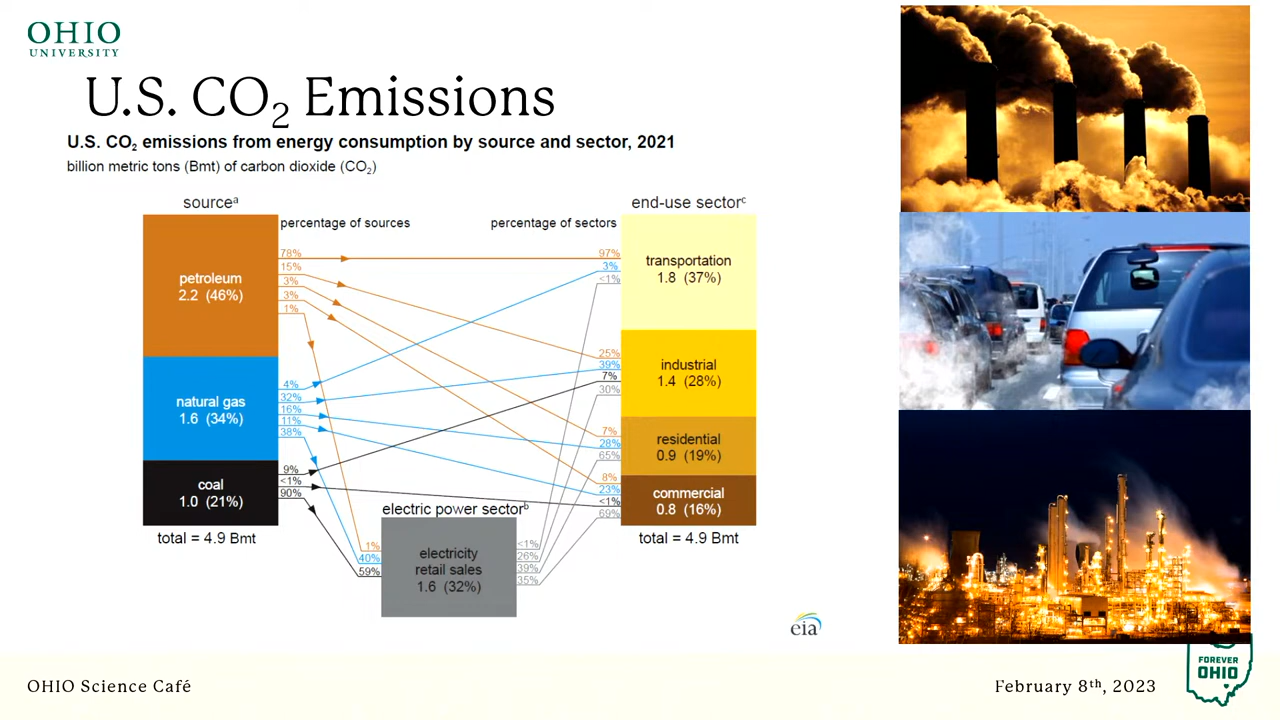 OHIO
UNIVERSITY
U.S. CO₂ Emissions
U.S. CO₂ emissions from energy consumption by source and sector, 2021
billion metric tons (Bmt) of carbon dioxide (CO₂)
sourceᵃ
end-use sectorᶜ
percentage of sources
percentage of sectors
petroleum
2.2 (46%)
78%
15%
3%
3%
1%
natural gas
1.6 (34%)
4%
32%
16%
11%
38%
coal
1.0 (21%)
9%
<1%
90%
total = 4.9 Bmt
electric power sectorᵇ
1%
40%
59%
electricity
retail sales
1.6 (32%)
<1%
26%
39%
35%
97%
3%
<1%
transportation
1.8 (37%)
25%
39%
7%
30%
industrial
1.4 (28%)
7%
28%
65%
residential
0.9 (19%)
8%
23%
<1%
69%
commercial
0.8 (16%)
total = 4.9 Bmt
eia
FOREVER
OHIO
OHIO Science Café
February 8ᵗʰ, 2023